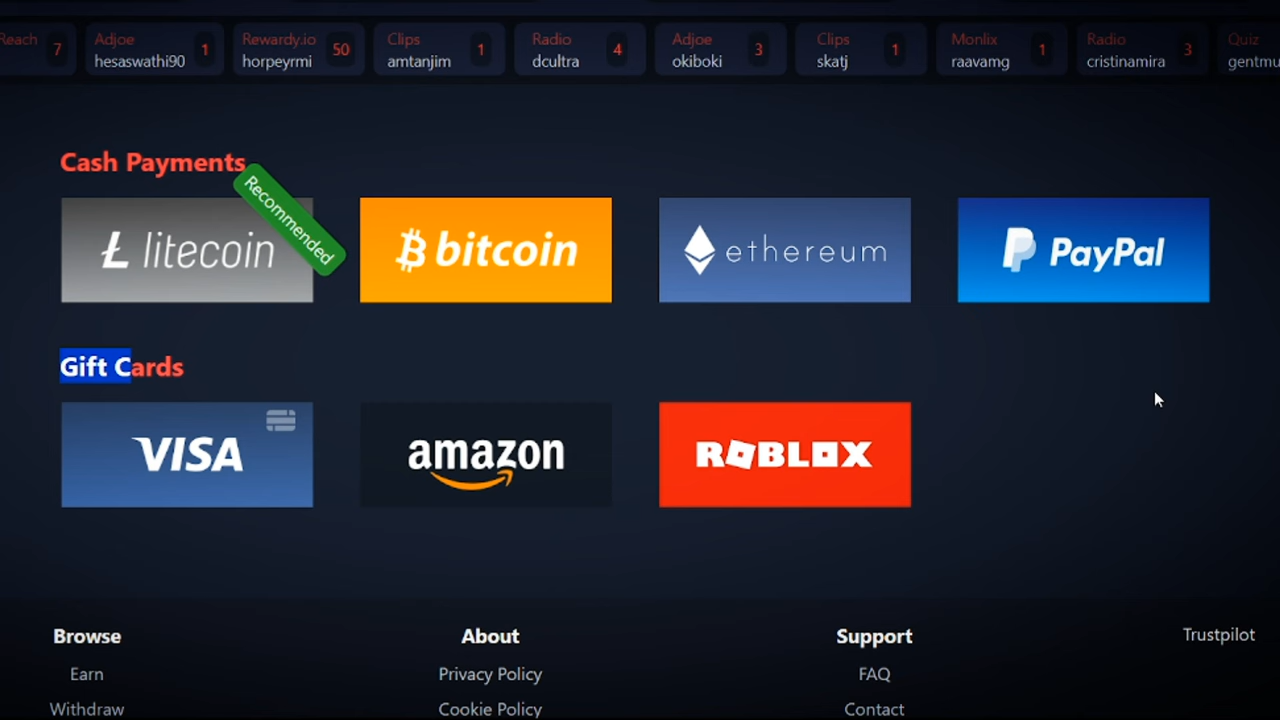 Reach 7 Adjoe 1 Rewardy.io 50 Clips 1 Radio 4 Adjoe 3 Clips 1 Monlix 1 Radio 3 Quiz
hesaswathi90 horpeyrmi amtanjim dcultra okiboki skatj raavamg cristinamira gentmu
Cash Payments
Recommended
litecoin bitcoin ethereum PayPal
Gift Cards
VISA amazon ROBLOX
Browse About Support Trustpilot
Earn Privacy Policy FAQ
Withdraw Cookie Policy Contact